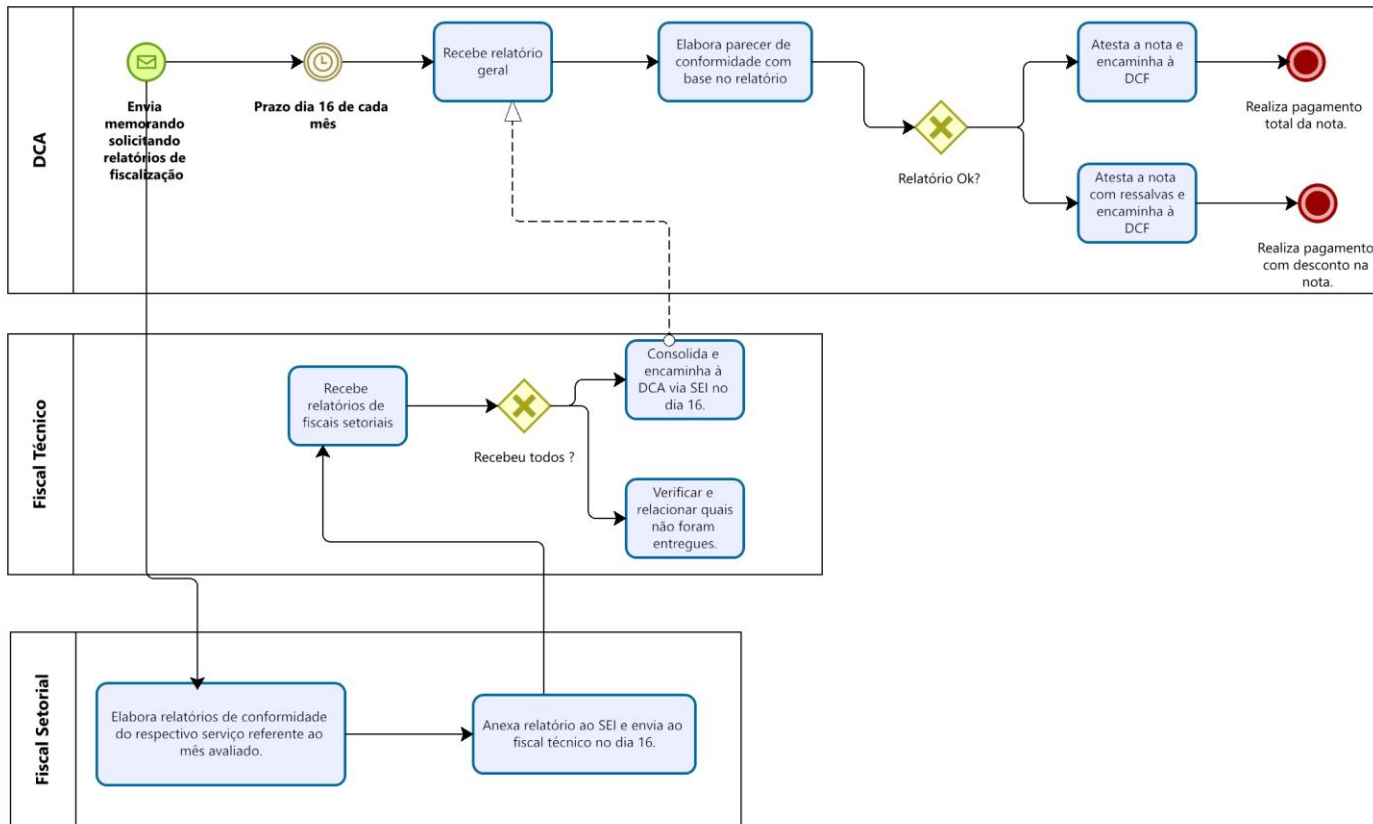 DCA
Envia
memorando
solicitando
relatórios de
fiscalização
Prazo dia 16 de cada
mês
Recebe relatório
geral
Elabora parecer de
conformidade com
base no relatório
Relatório Ok?
Atesta a nota e
encaminha à
DCF
Realiza pagamento
total da nota.
Atesta a nota
com ressalvas e
encaminha à
DCF
Realiza pagamento
com desconto na
nota.
Fiscal Técnico
Recebe
relatórios de
fiscais setoriais
Recebeu todos ?
Consolida e
encaminha à
DCA via SEI no
dia 16.
Verificar e
relacionar quais
não foram
entregues.
Fiscal Setorial
Elabora relatórios de conformidade
do respectivo serviço referente ao
mês avaliado.
Anexa relatório ao SEI e envia ao
fiscal técnico no dia 16.